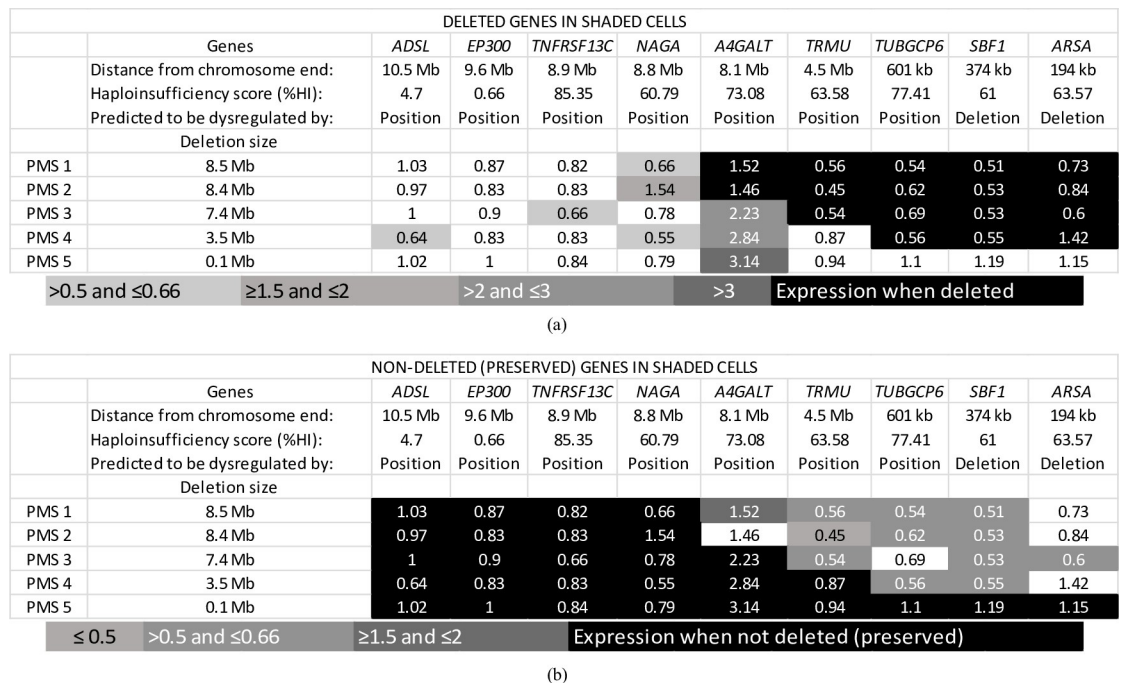 DELETED GENES IN SHADED CELLS
Genes ADSL EP300 TNFRSF13C NAGA A4GALT TRMU TUBGCP6 SBF1 ARSA
Distance from chromosome end: 10.5 Mb 9.6 Mb 8.9 Mb 8.8 Mb 8.1 Mb 4.5 Mb 601 kb 374 kb 194 kb
Haploinsufficiency score (%HI): 4.7 0.66 85.35 60.79 73.08 63.58 77.41 61 63.57
Predicted to be dysregulated by: Position Position Position Position Position Position Position Deletion Deletion
Deletion size
PMS 1 8.5 Mb 1.03 0.87 0.82 0.66 1.52 0.56 0.54 0.51 0.73
PMS 2 8.4 Mb 0.97 0.83 0.83 1.54 1.46 0.45 0.62 0.53 0.84
PMS 3 7.4 Mb 1 0.9 0.66 0.78 2.23 0.54 0.69 0.53 0.6
PMS 4 3.5 Mb 0.64 0.83 0.83 0.55 2.84 0.87 0.56 0.55 1.42
PMS 5 0.1 Mb 1.02 1 0.84 0.79 3.14 0.94 1.1 1.19 1.15
>0.5 and ≤0.66 ≥1.5 and ≤2 >2 and ≤3 >3 Expression when deleted
(a)
NON-DELETED (PRESERVED) GENES IN SHADED CELLS
Genes ADSL EP300 TNFRSF13C NAGA A4GALT TRMU TUBGCP6 SBF1 ARSA
Distance from chromosome end: 10.5 Mb 9.6 Mb 8.9 Mb 8.8 Mb 8.1 Mb 4.5 Mb 601 kb 374 kb 194 kb
Haploinsufficiency score (%HI): 4.7 0.66 85.35 60.79 73.08 63.58 77.41 61 63.57
Predicted to be dysregulated by: Position Position Position Position Position Position Position Deletion Deletion
Deletion size
PMS 1 8.5 Mb 1.03 0.87 0.82 0.66 1.52 0.56 0.54 0.51 0.73
PMS 2 8.4 Mb 0.97 0.83 0.83 1.54 1.46 0.45 0.62 0.53 0.84
PMS 3 7.4 Mb 1 0.9 0.66 0.78 2.23 0.54 0.69 0.53 0.6
PMS 4 3.5 Mb 0.64 0.83 0.83 0.55 2.84 0.87 0.56 0.55 1.42
PMS 5 0.1 Mb 1.02 1 0.84 0.79 3.14 0.94 1.1 1.19 1.15
≤ 0.5 >0.5 and ≤0.66 ≥1.5 and ≤2 Expression when not deleted (preserved)
(b)